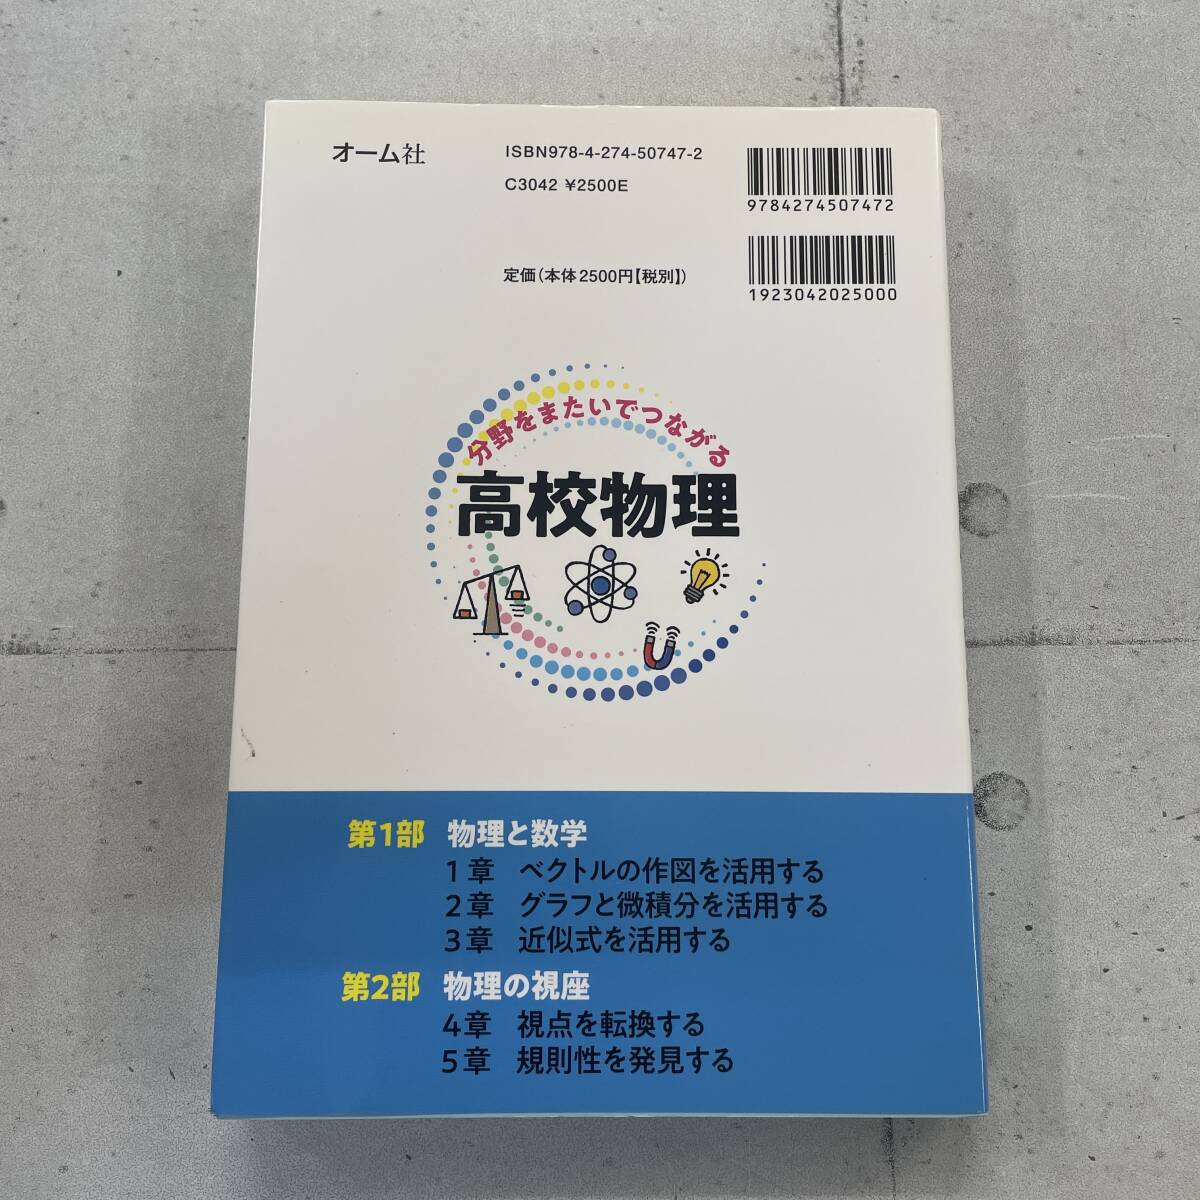 オーム社
ISBN978-4-274-50747-2
C3042 ¥2500E
定価(本体2500円【税別】)
9784274507472
1923042025000
分野をまたいでつながる
高校物理
第1部 物理と数学
1章 ベクトルの作図を活用する
2章 グラフと微積分を活用する
3章 近似式を活用する
第2部 物理の視座
4章 視点を転換する
5章 規則性を発見する